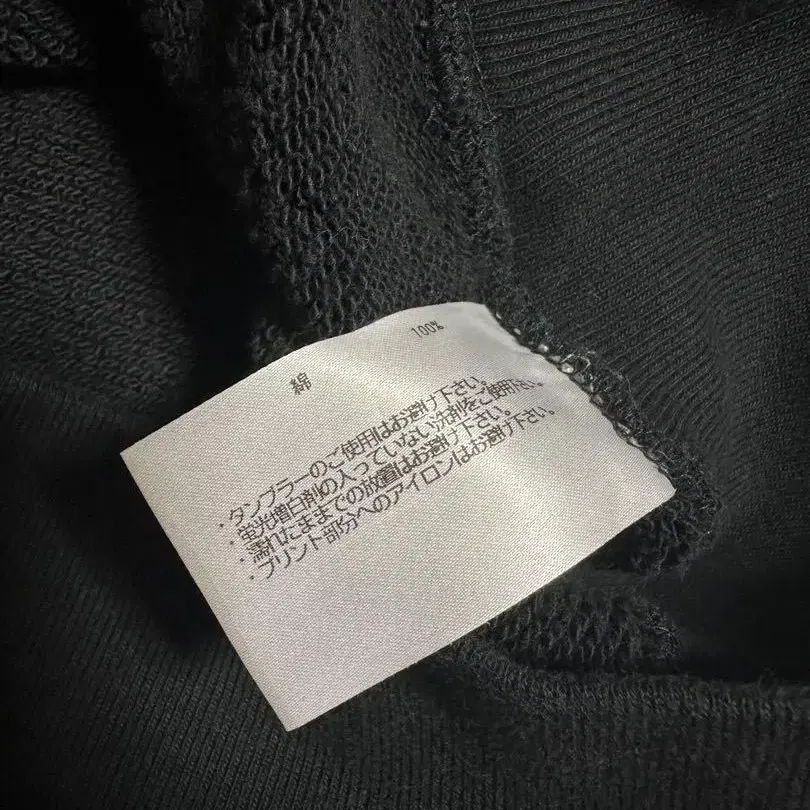 綿 100%
・タンブラーのご使用はお避け下さい。
・蛍光増白剤の入っていない洗剤をご使用下さい。
・濡れたままでの放置はお避け下さい。
・プリント部分へのアイロンはお避け下さい。